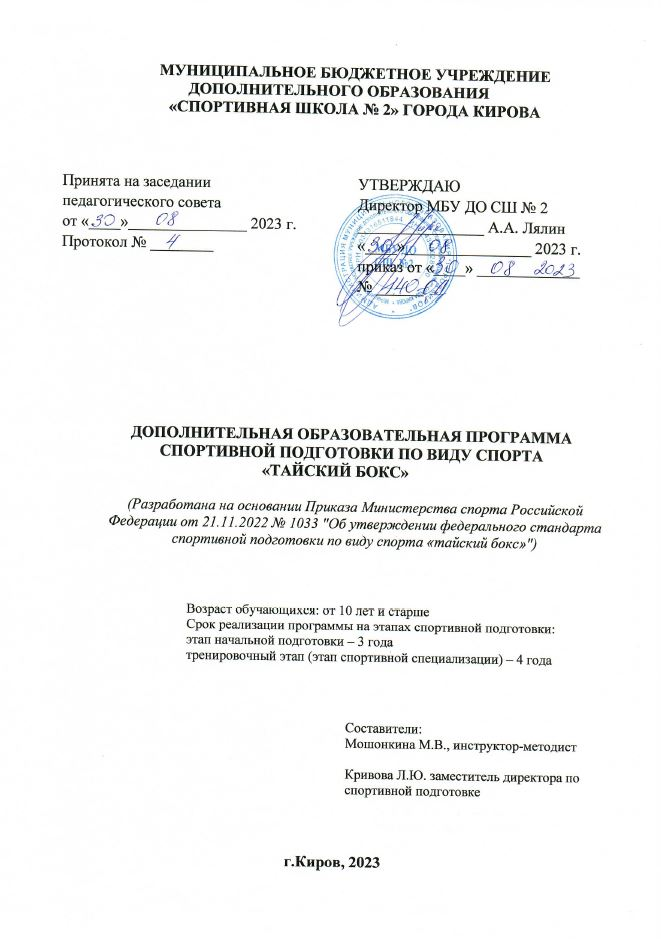 МУНИЦИПАЛЬНОЕ БЮДЖЕТНОЕ УЧРЕЖДЕНИЕ
ДОПОЛНИТЕЛЬНОГО ОБРАЗОВАНИЯ
«СПОРТИВНАЯ ШКОЛА № 2» ГОРОДА КИРОВА
Принята на заседании
педагогического совета
от «30» 08 2023 г.
Протокол № 4
УТВЕРЖДАЮ
Директор МБУ ДО СШ № 2
А.А. Лялин
«30» 08 2023 г.
приказ от «30» 08 2023
№
ДОПОЛНИТЕЛЬНАЯ ОБРАЗОВАТЕЛЬНАЯ ПРОГРАММА
СПОРТИВНОЙ ПОДГОТОВКИ ПО ВИДУ СПОРТА
«ТАЙСКИЙ БОКС»
(Разработана на основании Приказа Министерства спорта Российской
Федерации от 21.11.2022 № 1033 "Об утверждении федерального стандарта
спортивной подготовки по виду спорта «тайский бокс»")
Возраст обучающихся: от 10 лет и старше
Срок реализации программы на этапах спортивной подготовки:
этап начальной подготовки – 3 года
тренировочный этап (этап спортивной специализации) – 4 года
Составители:
Мошонкина М.В., инструктор-методист
Кривова Л.Ю. заместитель директора по
спортивной подготовке
г.Киров, 2023